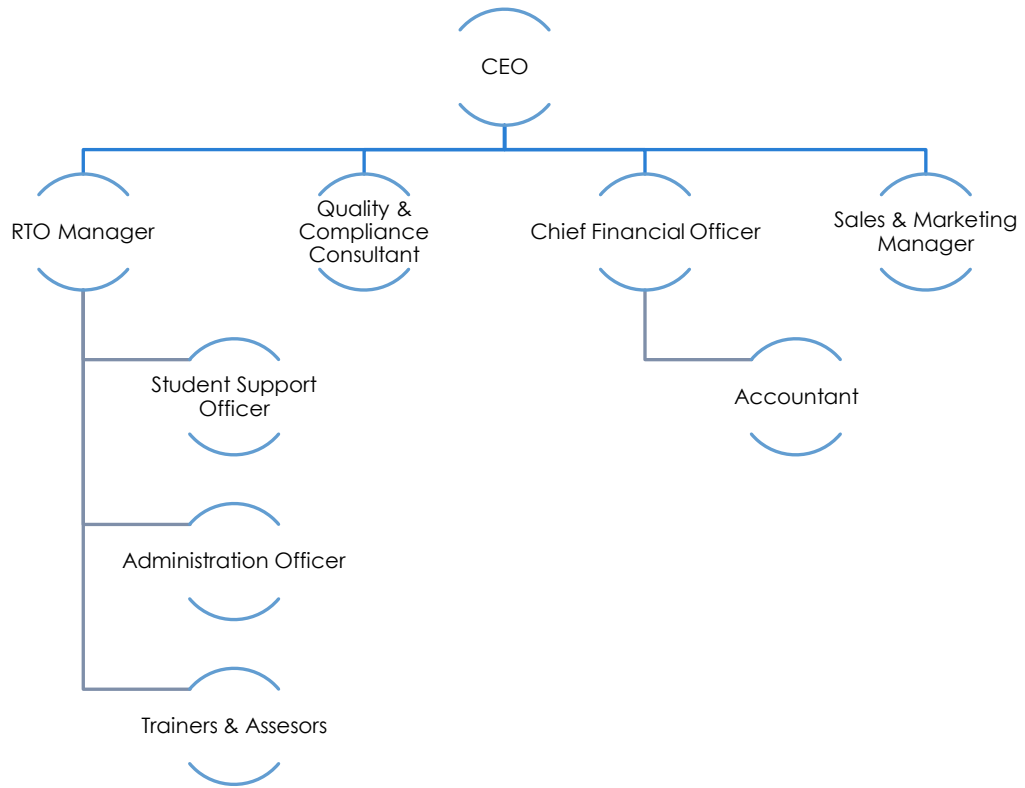 CEO
RTO Manager
Quality &
Compliance
Consultant
Chief Financial Officer
Sales & Marketing
Manager
Student Support
Officer
Accountant
Administration Officer
Trainers & Assesors